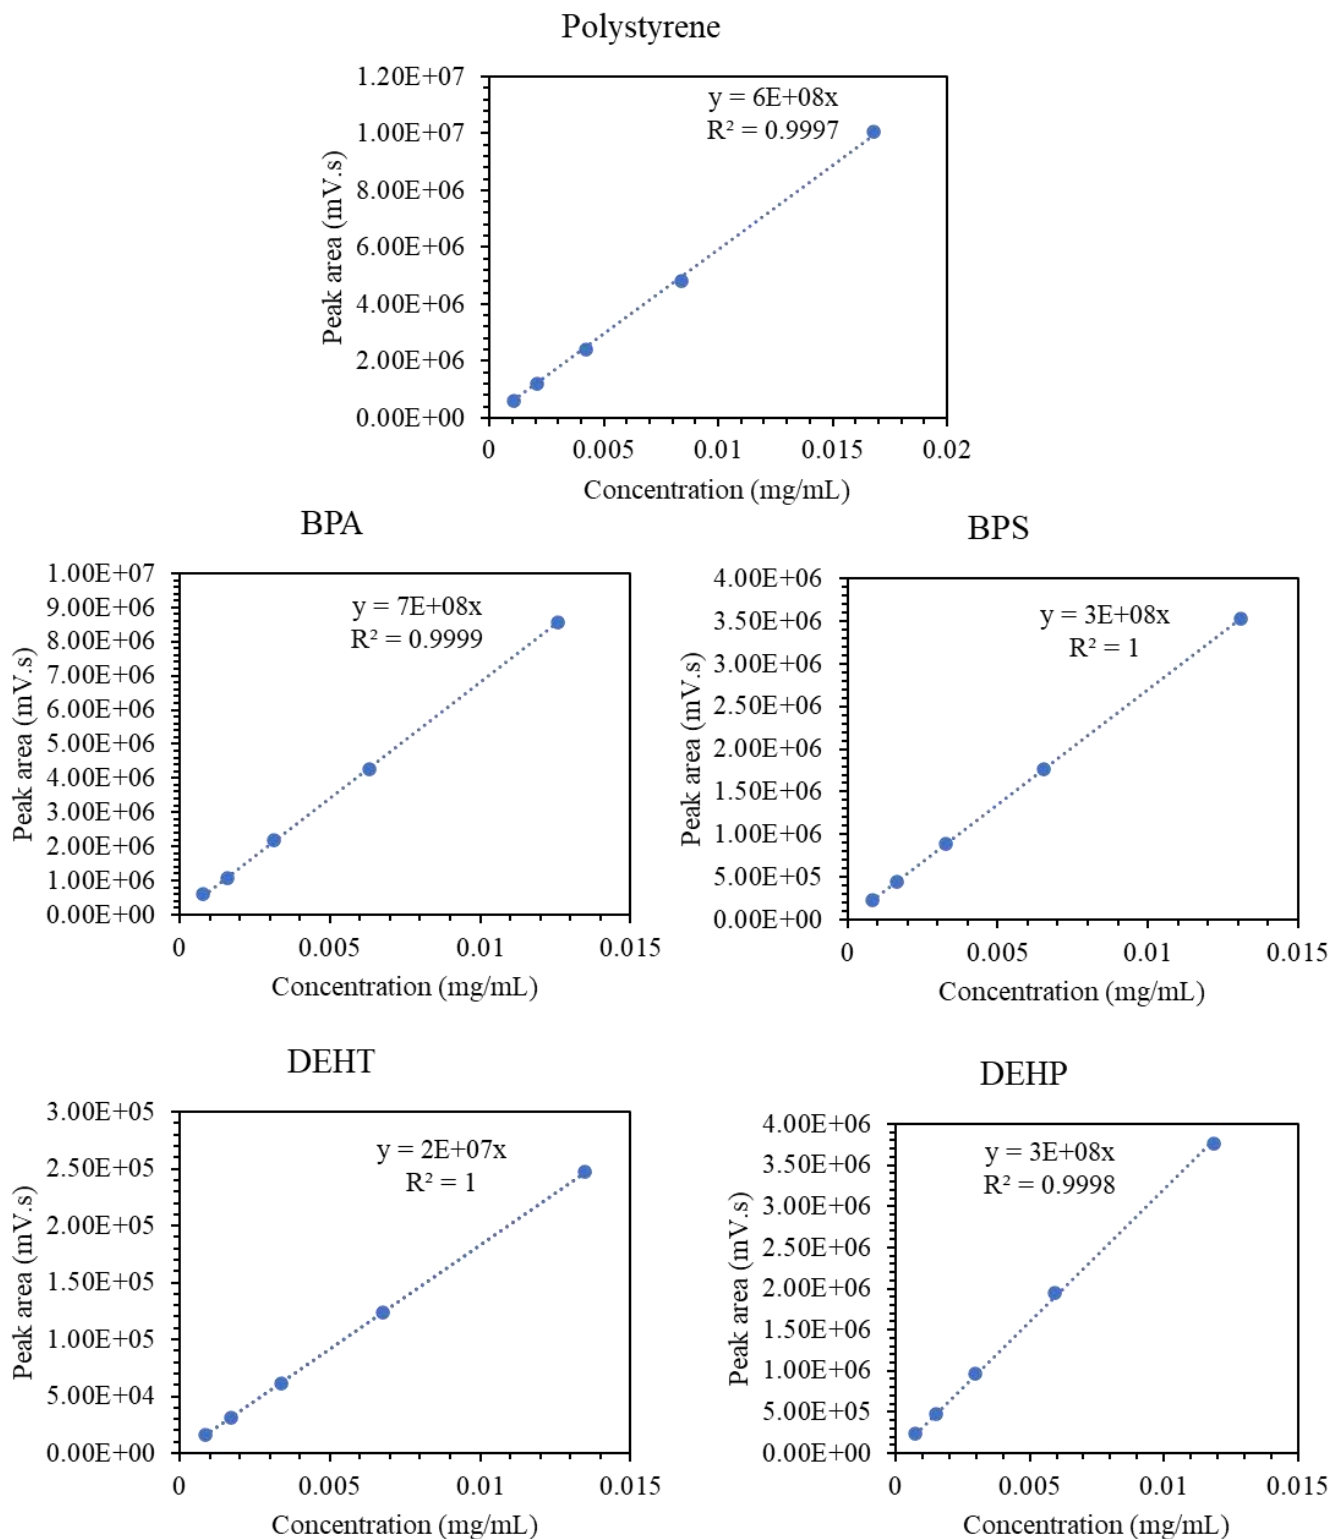 Polystyrene
1.20E+07
1.00E+07
8.00E+06
6.00E+06
4.00E+06
2.00E+06
0.00E+00
Peak area (mV.s)
y = 6E+08x
R² = 0.9997
0 0.005 0.01 0.015 0.02
Concentration (mg/mL)
BPA
1.00E+07
9.00E+06
8.00E+06
7.00E+06
6.00E+06
5.00E+06
4.00E+06
3.00E+06
2.00E+06
1.00E+06
0.00E+00
Peak area (mV.s)
y = 7E+08x
R² = 0.9999
0 0.005 0.01 0.015
Concentration (mg/mL)
BPS
4.00E+06
3.50E+06
3.00E+06
2.50E+06
2.00E+06
1.50E+06
1.00E+06
5.00E+05
0.00E+00
Peak area (mV.s)
y = 3E+08x
R² = 1
0 0.005 0.01 0.015
Concentration (mg/mL)
DEHT
3.00E+05
2.50E+05
2.00E+05
1.50E+05
1.00E+05
5.00E+04
0.00E+00
Peak area (mV.s)
y = 2E+07x
R² = 1
0 0.005 0.01 0.015
Concentration (mg/mL)
DEHP
4.00E+06
3.50E+06
3.00E+06
2.50E+06
2.00E+06
1.50E+06
1.00E+06
5.00E+05
0.00E+00
Peak area (mV.s)
y = 3E+08x
R² = 0.9998
0 0.005 0.01 0.015
Concentration (mg/mL)